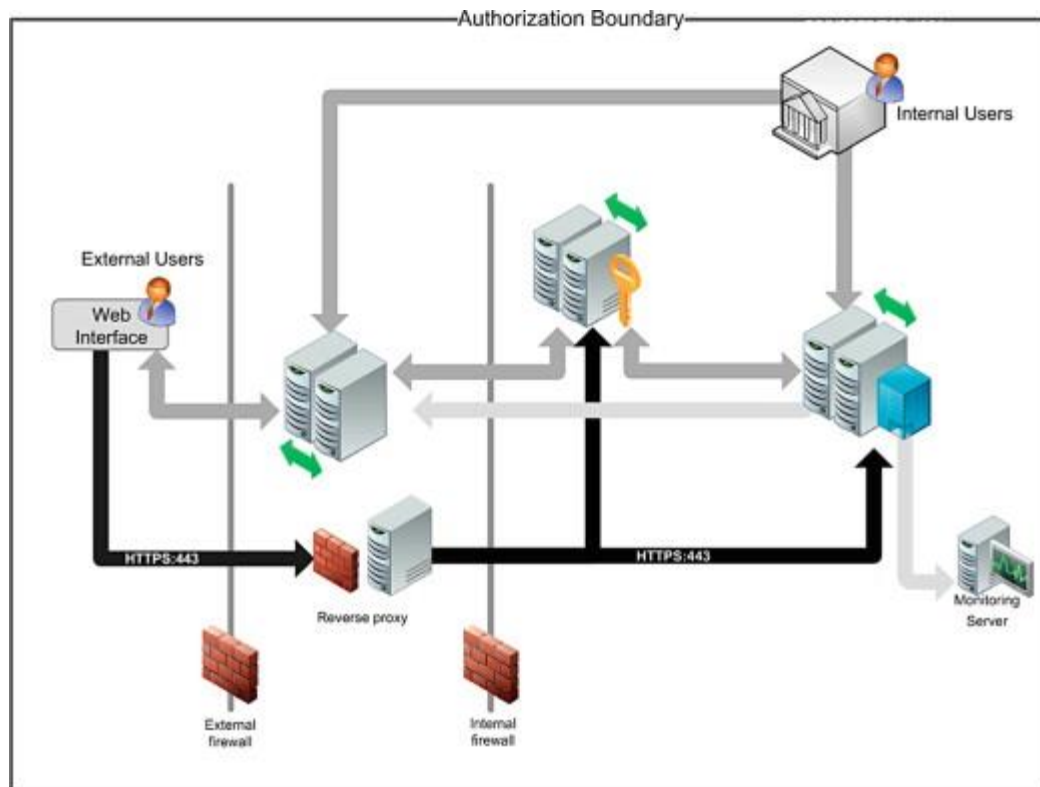 Authorization Boundary
Internal Users
External Users
Web
Interface
HTTPS:443
HTTPS:443
Reverse proxy
Monitoring
Server
External
firewall
Internal
firewall